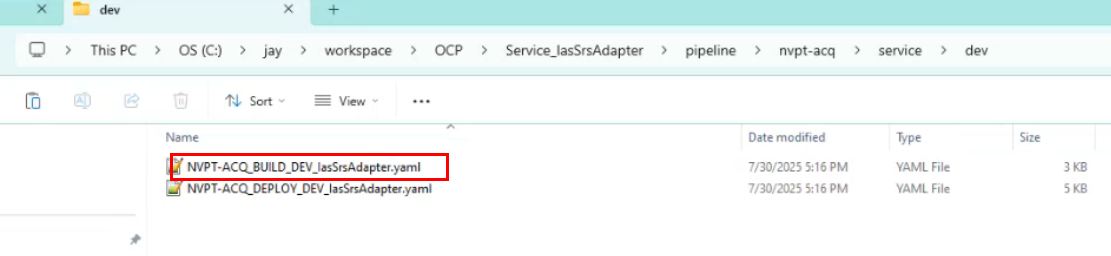 dev
This PC > OS (C:) > jay > workspace > OCP > Service_IasSrsAdapter > pipeline > nvpt-acq > service > dev
Sort View
Name Date modified Type Size
NVPT-ACQ_BUILD_DEV_IasSrsAdapter.yaml 7/30/2025 5:16 PM YAML File 3 KB
NVPT-ACQ_DEPLOY_DEV_IasSrsAdapter.yaml 7/30/2025 5:16 PM YAML File 5 KB